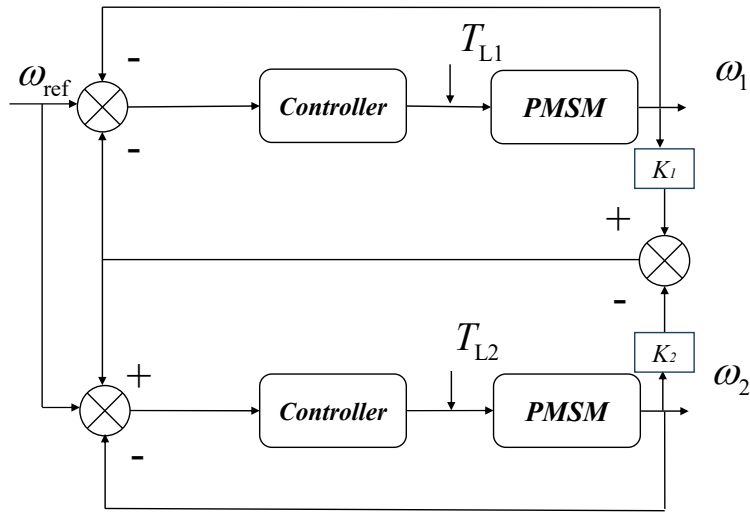 -
T_L1
ω_ref
ω_1
Controller
PMSM
-
K_1
+
-
T_L2
K_2
+
ω_2
Controller
PMSM
-